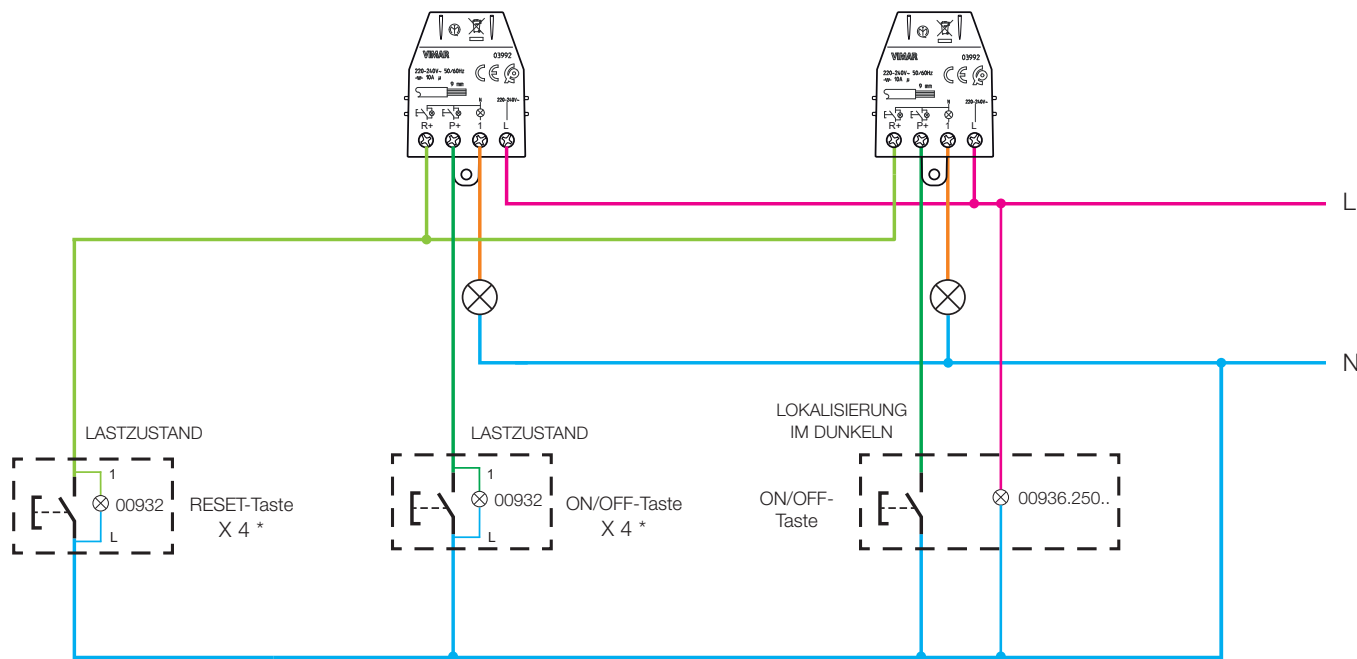 VIMAR 03992
220-240V~ 50/60Hz
10A µ
9 mm
N 220-240V~
R+ P+ 1 L
VIMAR 03992
220-240V~ 50/60Hz
10A µ
9 mm
N 220-240V~
R+ P+ 1 L
L
N
LASTZUSTAND
1
00932
L
RESET-Taste
X 4 *
LASTZUSTAND
1
00932
L
ON/OFF-Taste
X 4 *
LOKALISIERUNG
IM DUNKELN
ON/OFF-
Taste
00936.250..